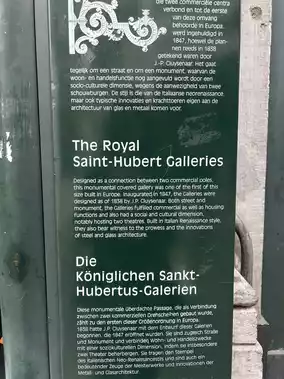 die twee commerciële centra
verbond en tot de eerste
van deze omvang
behoorde in Europa,
werd ingehuldigd in
1847, hoewel de plan-
nen reeds in 1838
getekend waren door
J.-P. Cluysenaar. Het gaat
tegelijk om een straat en om een monument, waarvan de
woon- en handelsfunctie nog aangevuld wordt door een
socio-culturele dimensie, wegens de aanwezigheid van twee
schouwburgen. De stijl is die van de Italiaanse neorenaissance
maar ook typische innovaties en krachttoeren eigen aan de
architectuur van glas en metaal komen voor.
The Royal
Saint-Hubert Galleries
Designed as a connection between two commercial poles,
this monumental covered gallery was one of the first of this
size built in Europe. Inaugurated in 1847, the Galleries were
designed as of 1838 by J.P. Cluysenaar. Both street and
monument, the Galleries fulfilled commercial as well as housing
functions and also had a social and cultural dimension,
notably hosting two theatres. Built in Italian Renaissance style,
they also bear witness to the prowess and the innovations
of steel and glass architecture.
Die
Königlichen Sankt-
Hubertus-Galerien
Diese monumentale überdachte Passage, die als Verbindung
zwischen zwei kommerziellen Drehscheiben gebaut wurde,
zählt zu den ersten dieser Größenordnung in Europa.
1838 hatte J.P. Cluysenaar mit dem Entwurf dieser Galerien
begonnen, die 1847 eröffnet wurden. Sie sind zugleich Straße
und Monument und verbinden Wohn- und Handelszwecke
mit einer soziokulturellen Dimension, indem sie insbesondere
zwei Theater beherbergen. Sie tragen den Stempel
des italienischen Neo-Renaissancestils und sind auch ein
bedeutender Zeuge der Meisterwerke und Innovationen der
Metall- und Glasarchitektur.